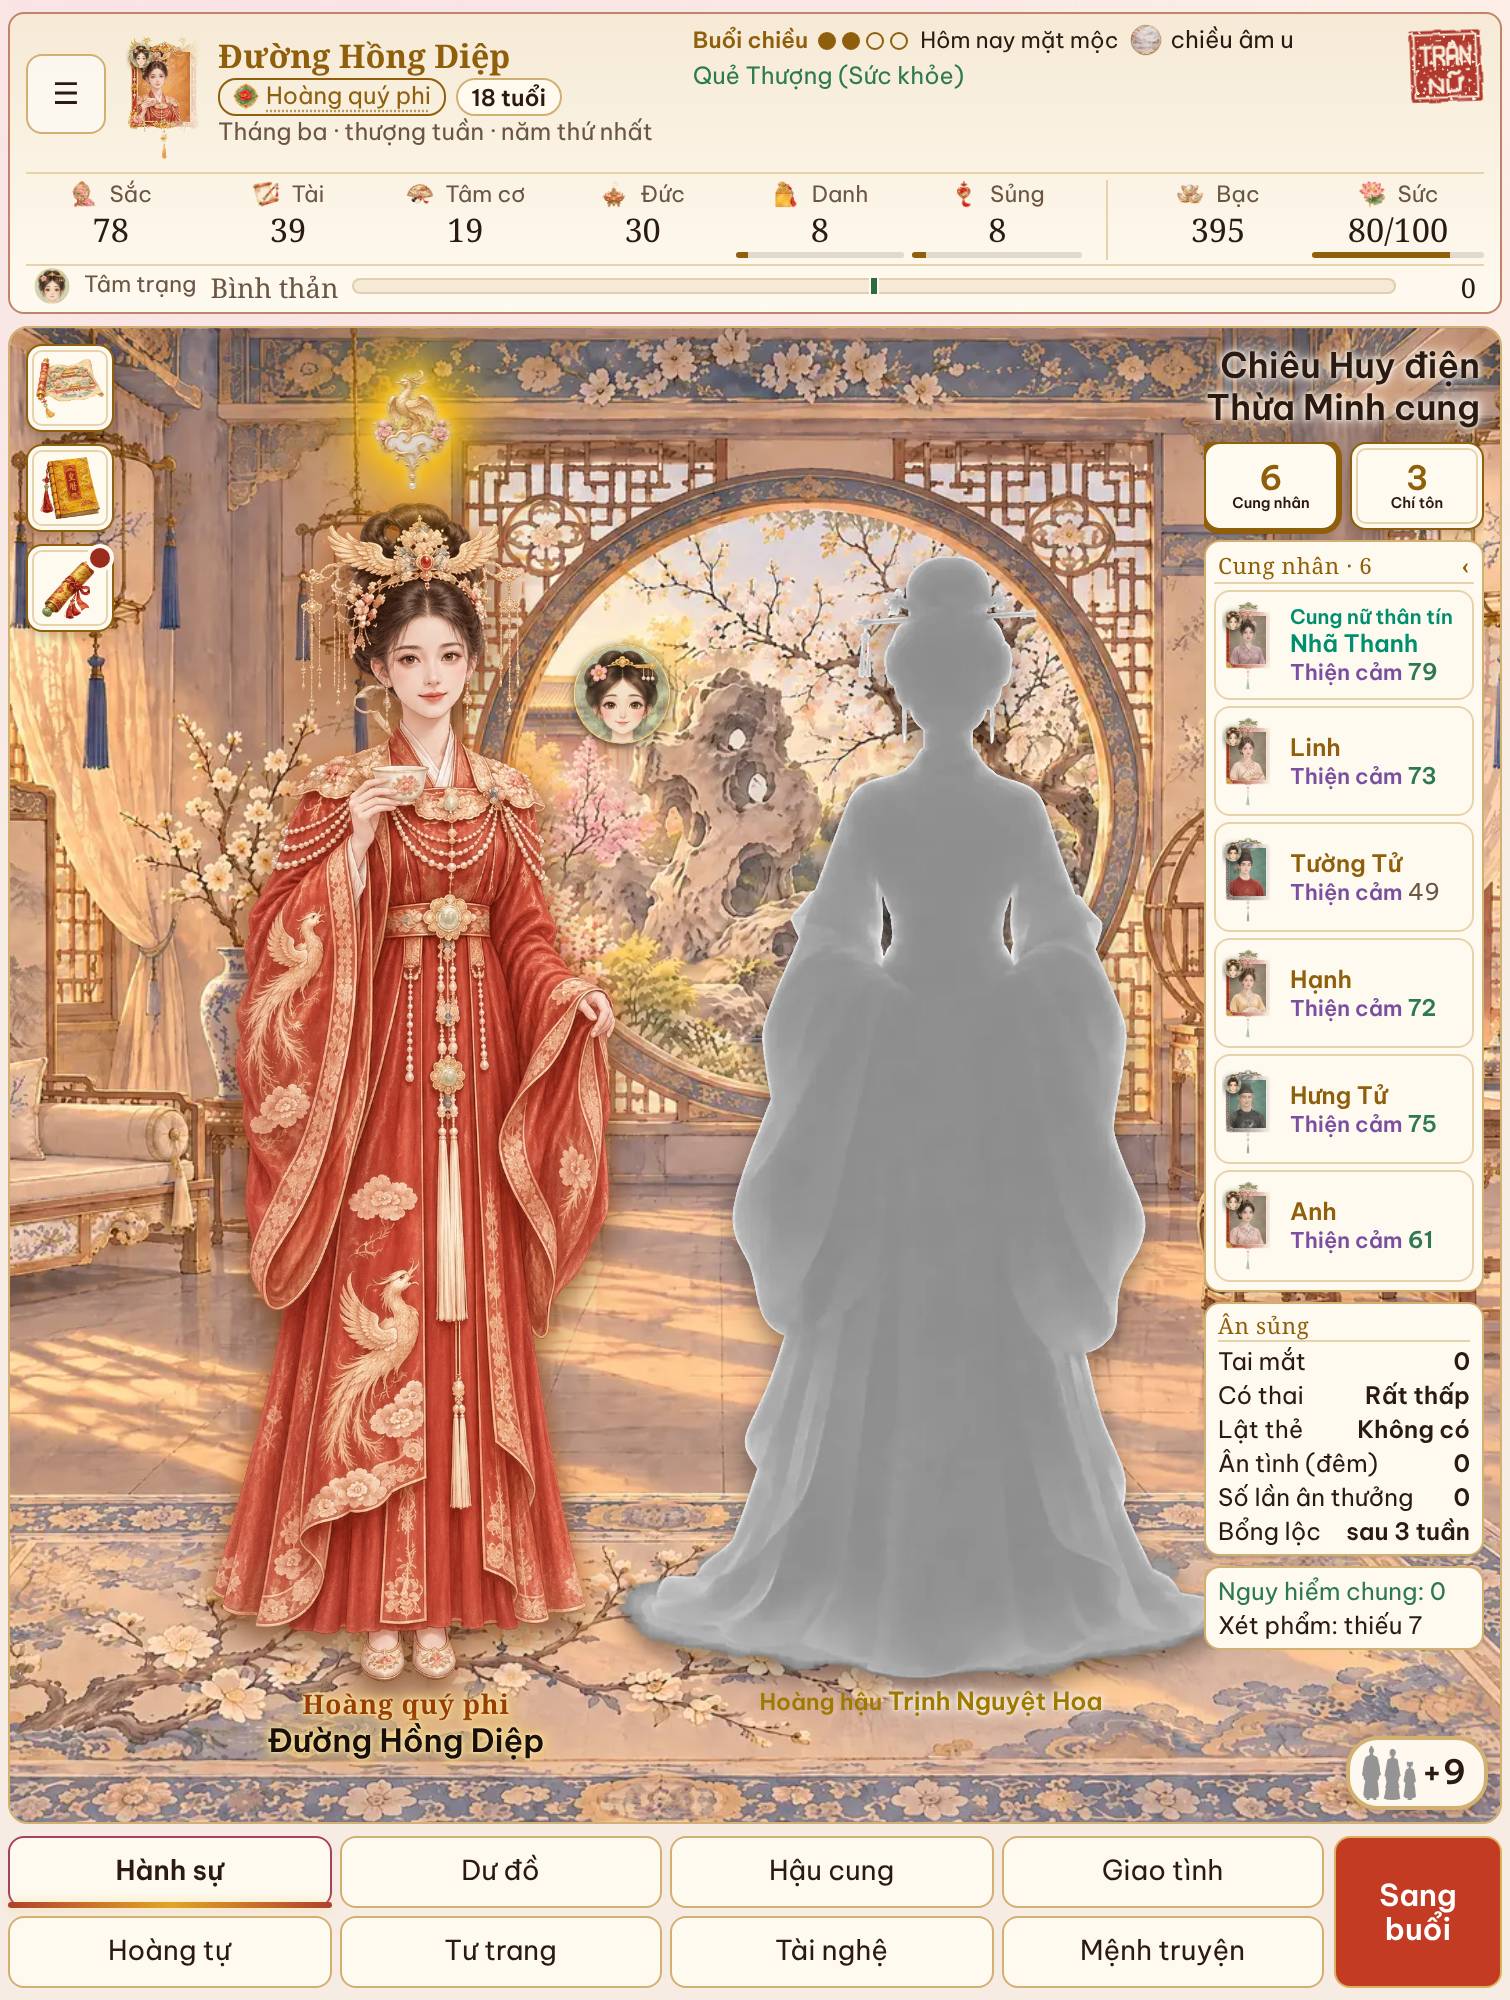 ☰
Đường Hồng Diệp
Hoàng quý phi
18 tuổi
Tháng ba · thượng tuần · năm thứ nhất
Buổi chiều
Hôm nay mặt mộc
chiều âm u
Quẻ Thượng (Sức khỏe)
TRÂN
NỮ
Sắc
78
Tài
39
Tâm cơ
19
Đức
30
Danh
8
Sủng
8
Bạc
395
Sức
80/100
Tâm trạng Bình thản
0
Chiêu Huy điện
Thừa Minh cung
6
Cung nhân
3
Chí tôn
Cung nhân · 6
‹
Cung nữ thân tín
Nhã Thanh
Thiện cảm 79
Linh
Thiện cảm 73
Tường Tử
Thiện cảm 49
Hạnh
Thiện cảm 72
Hưng Tử
Thiện cảm 75
Anh
Thiện cảm 61
Ân sủng
Tai mắt 0
Có thai Rất thấp
Lật thẻ Không có
Ân tình (đêm) 0
Số lần ân thưởng 0
Bổng lộc sau 3 tuần
Nguy hiểm chung: 0
Xét phẩm: thiếu 7
Hoàng quý phi
Đường Hồng Diệp
Hoàng hậu Trịnh Nguyệt Hoa
+9
Hành sự
Dư đồ
Hậu cung
Giao tình
Hoàng tự
Tư trang
Tài nghệ
Mệnh truyện
Sang
buổi